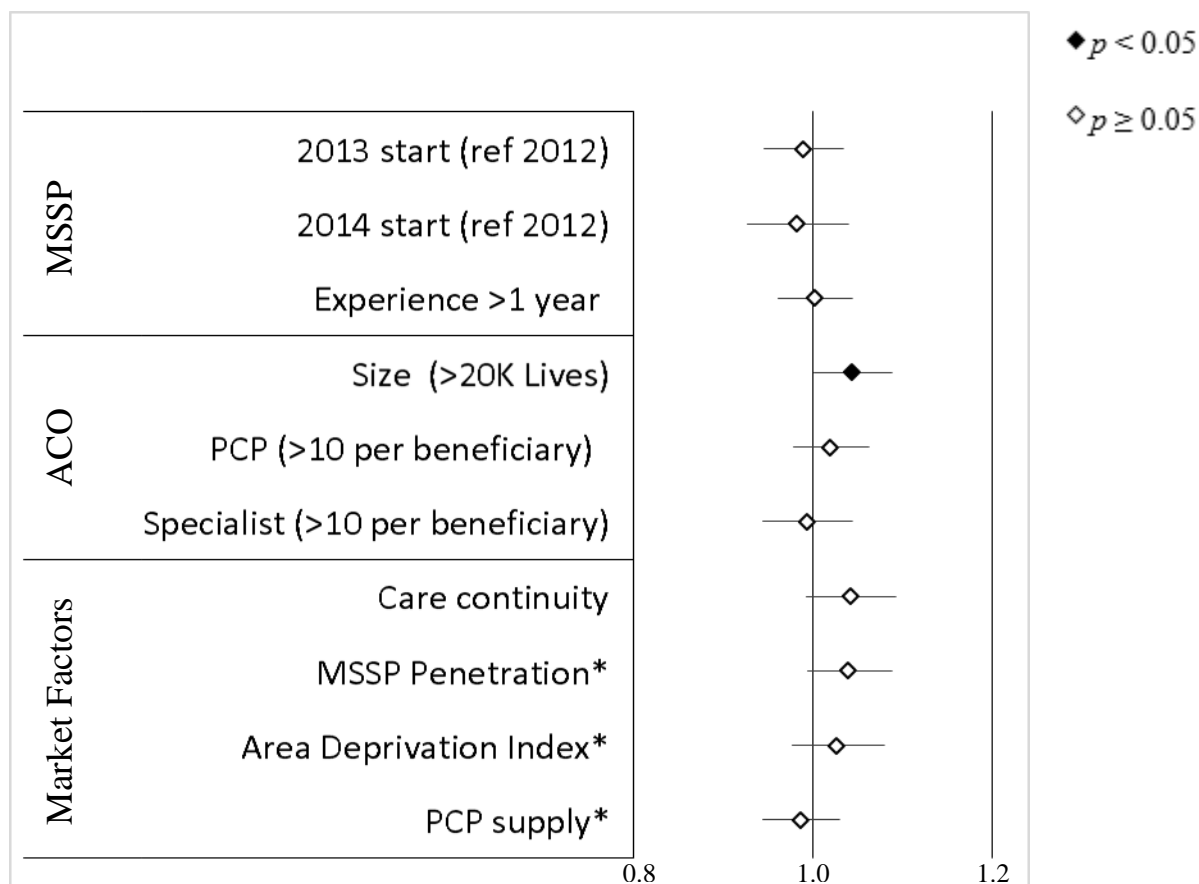 p < 0.05
p ≥ 0.05
MSSP
2013 start (ref 2012)
2014 start (ref 2012)
Experience >1 year
ACO
Size (>20K Lives)
PCP (>10 per beneficiary)
Specialist (>10 per beneficiary)
Market Factors
Care continuity
MSSP Penetration*
Area Deprivation Index*
PCP supply*
0.8 1.0 1.2